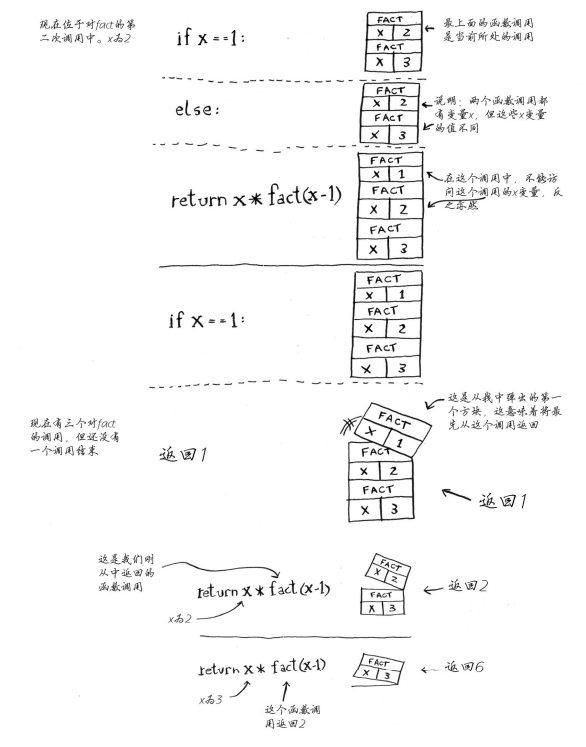 现在位于对fact的第
二次调用中。x为2
if x ==1:
FACT
X 2
FACT
X 3
最上面的函数调用
是当前所处的调用
else:
FACT
X 2
FACT
X 3
说明：两个函数调用都
有变量x，但这些x变量
的值不同
return x * fact(x-1)
FACT
X 1
FACT
X 2
FACT
X 3
在这个调用中，不能访
问这个调用的x变量，反
之亦然
if x ==1:
FACT
X 1
FACT
X 2
FACT
X 3
现在有三个对fact
的调用，但还没有
一个调用结束
返回1
FACT
X 1
FACT
X 2
FACT
X 3
这是从栈中弹出的第一
个方块，这意味着将最
先从这个调用返回
返回1
这是我们刚
从中返回的
函数调用
return x * fact(x-1)
x为2
FACT
X 2
FACT
X 3
返回2
return x * fact(x-1)
x为3
这个函数调
用返回2
FACT
X 3
返回6